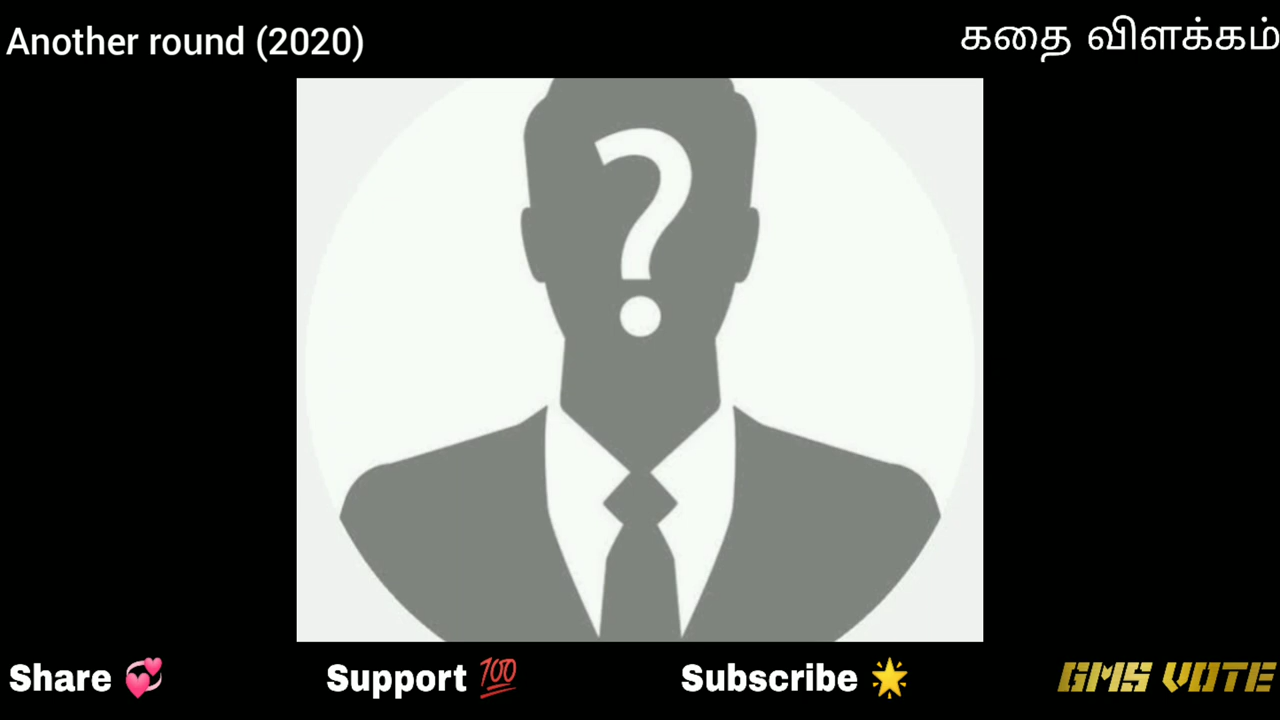 Another round (2020)
கதை விளக்கம்
?
Share 💞
Support 💯
Subscribe 🌟
GMS VOTE